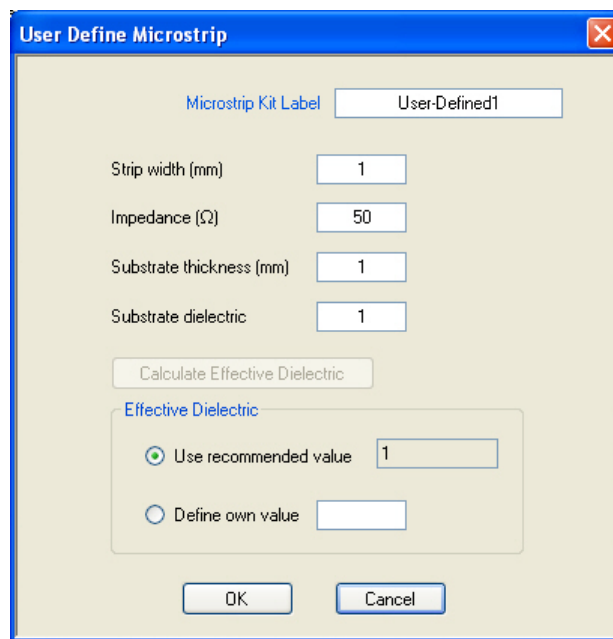 User Define Microstrip
Microstrip Kit Label User-Defined1
Strip width (mm) 1
Impedance (Ω) 50
Substrate thickness (mm) 1
Substrate dielectric 1
Calculate Effective Dielectric
Effective Dielectric
Use recommended value 1
Define own value
OK Cancel